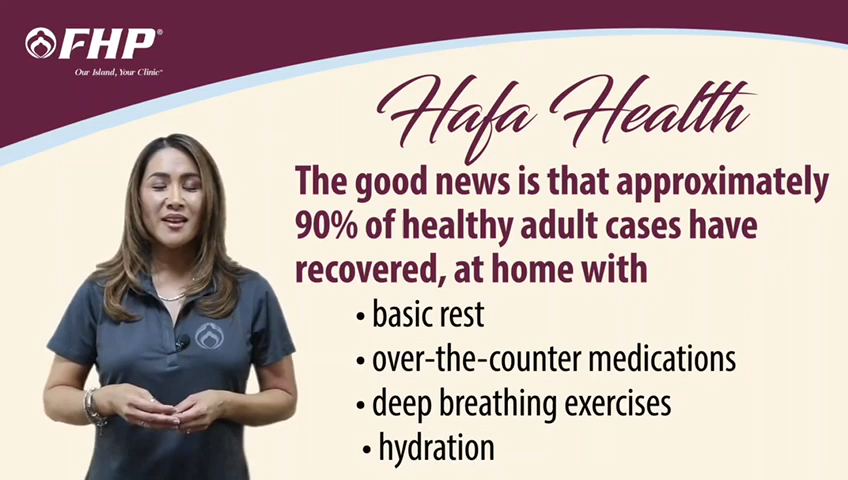 FHP®
Our Island, Your Clinic®
Hafa Health
The good news is that approximately
90% of healthy adult cases have
recovered, at home with
• basic rest
• over-the-counter medications
• deep breathing exercises
• hydration